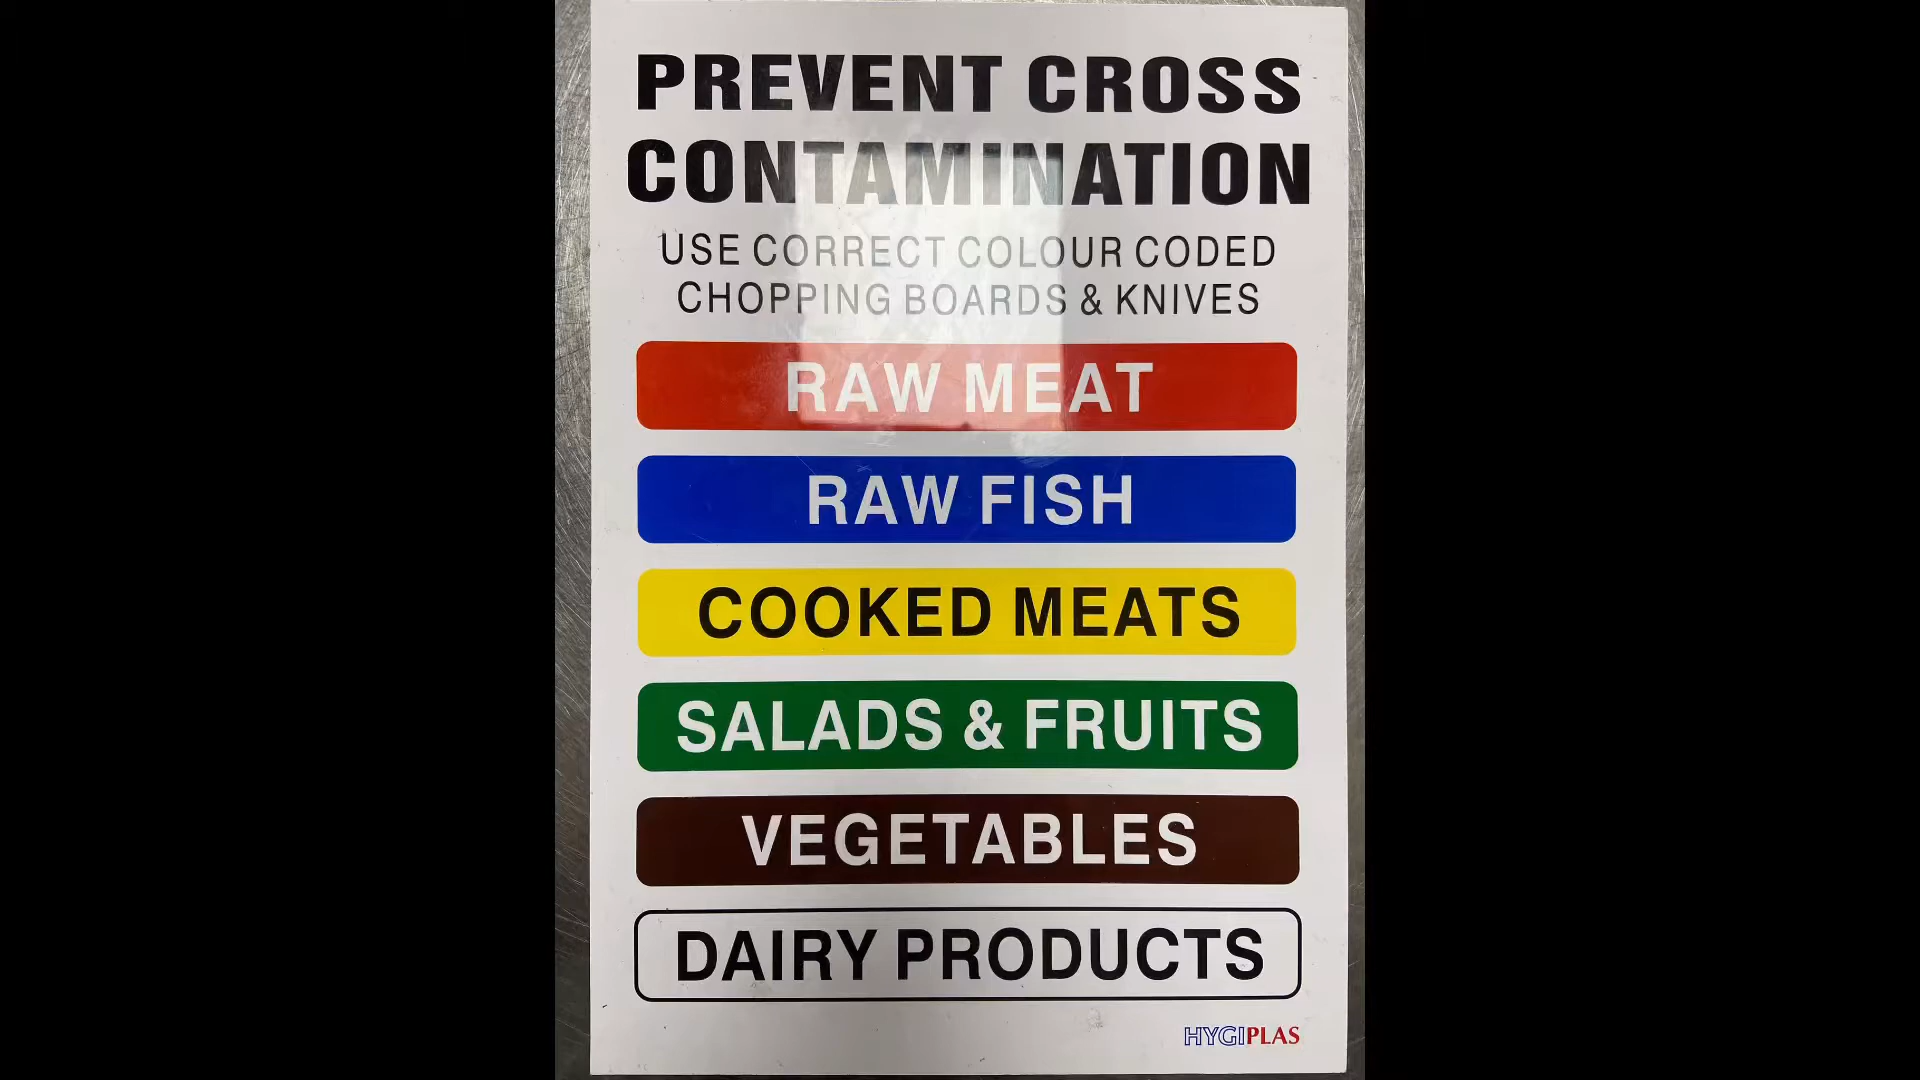 PREVENT CROSS
CONTAMINATION
USE CORRECT COLOUR CODED
CHOPPING BOARDS & KNIVES
RAW MEAT
RAW FISH
COOKED MEATS
SALADS & FRUITS
VEGETABLES
DAIRY PRODUCTS
HYGIPLAS